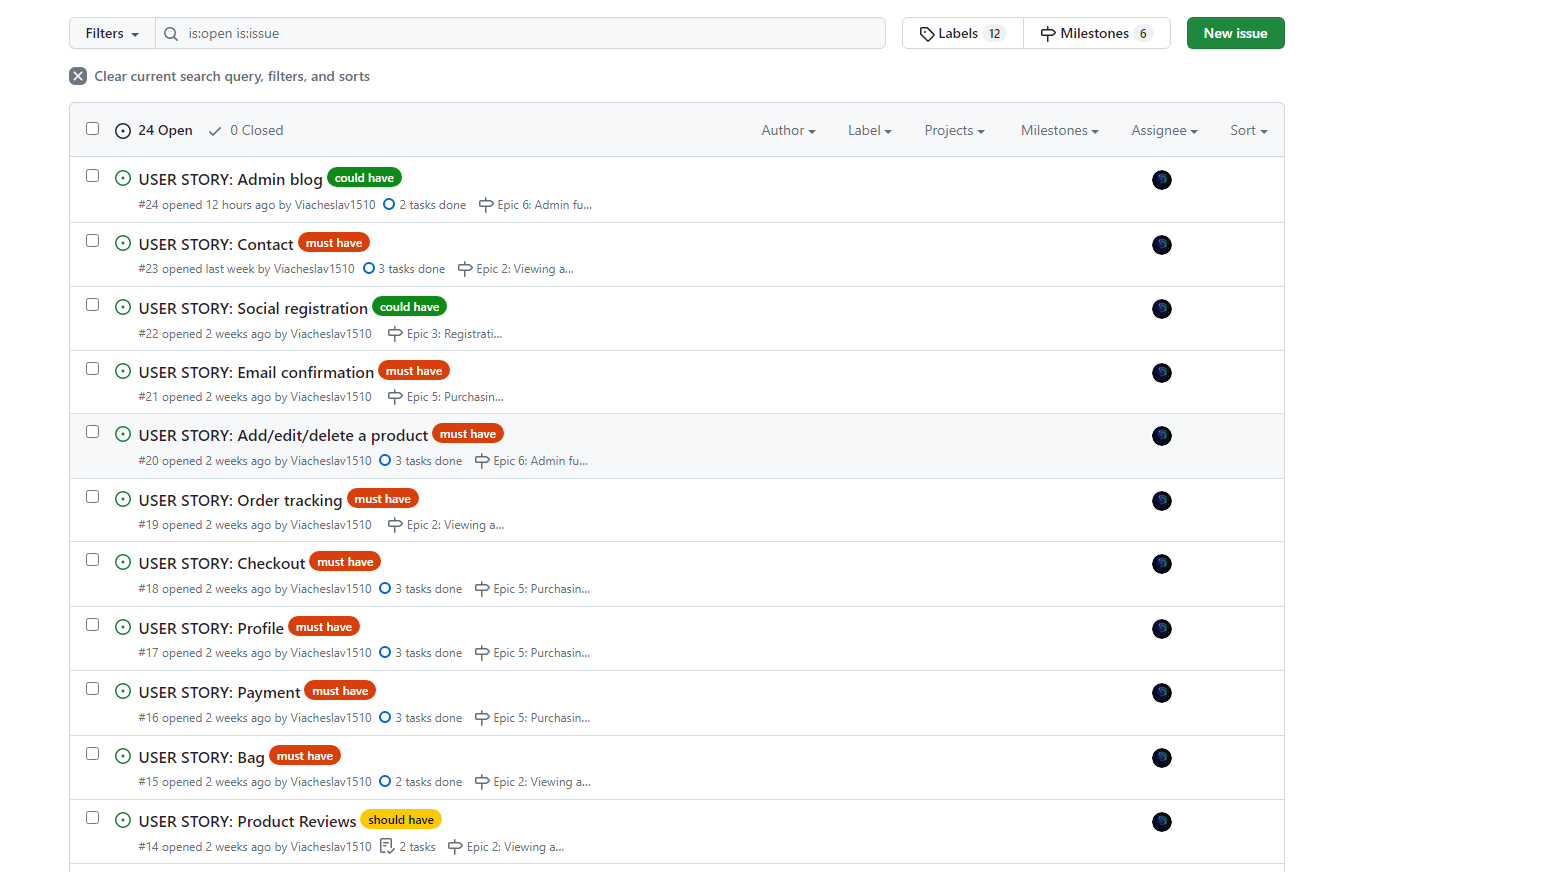 Filters is:open is:issue Labels 12 Milestones 6 New issue
Clear current search query, filters, and sorts
24 Open 0 Closed Author Label Projects Milestones Assignee Sort
USER STORY: Admin blog could have
#24 opened 12 hours ago by Viacheslav1510 2 tasks done Epic 6: Admin fu...
USER STORY: Contact must have
#23 opened last week by Viacheslav1510 3 tasks done Epic 2: Viewing a...
USER STORY: Social registration could have
#22 opened 2 weeks ago by Viacheslav1510 Epic 3: Registrati...
USER STORY: Email confirmation must have
#21 opened 2 weeks ago by Viacheslav1510 Epic 5: Purchasin...
USER STORY: Add/edit/delete a product must have
#20 opened 2 weeks ago by Viacheslav1510 3 tasks done Epic 6: Admin fu...
USER STORY: Order tracking must have
#19 opened 2 weeks ago by Viacheslav1510 Epic 2: Viewing a...
USER STORY: Checkout must have
#18 opened 2 weeks ago by Viacheslav1510 3 tasks done Epic 5: Purchasin...
USER STORY: Profile must have
#17 opened 2 weeks ago by Viacheslav1510 3 tasks done Epic 5: Purchasin...
USER STORY: Payment must have
#16 opened 2 weeks ago by Viacheslav1510 3 tasks done Epic 5: Purchasin...
USER STORY: Bag must have
#15 opened 2 weeks ago by Viacheslav1510 2 tasks done Epic 2: Viewing a...
USER STORY: Product Reviews should have
#14 opened 2 weeks ago by Viacheslav1510 2 tasks Epic 2: Viewing a...